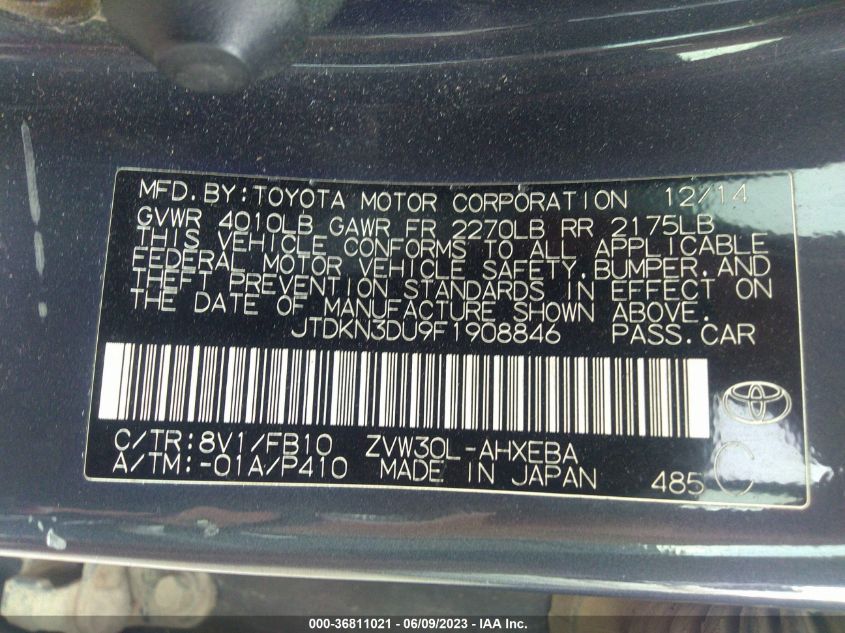 MFD. BY: TOYOTA MOTOR CORPORATION 12/14
GVWR 4010LB GAWR FR 2270LB RR 2175LB
THIS VEHICLE CONFORMS TO ALL APPLICABLE
FEDERAL MOTOR VEHICLE SAFETY, BUMPER, AND
THEFT PREVENTION STANDARDS IN EFFECT ON
THE DATE OF MANUFACTURE SHOWN ABOVE.
JTDKN3DU9F1908846 PASS. CAR
C/TR: 8V1/FB10 ZVW30L-AHXEBA
A/TM: -01A/P410 MADE IN JAPAN 485 C
000-36811021 - 06/09/2023 - IAA Inc.